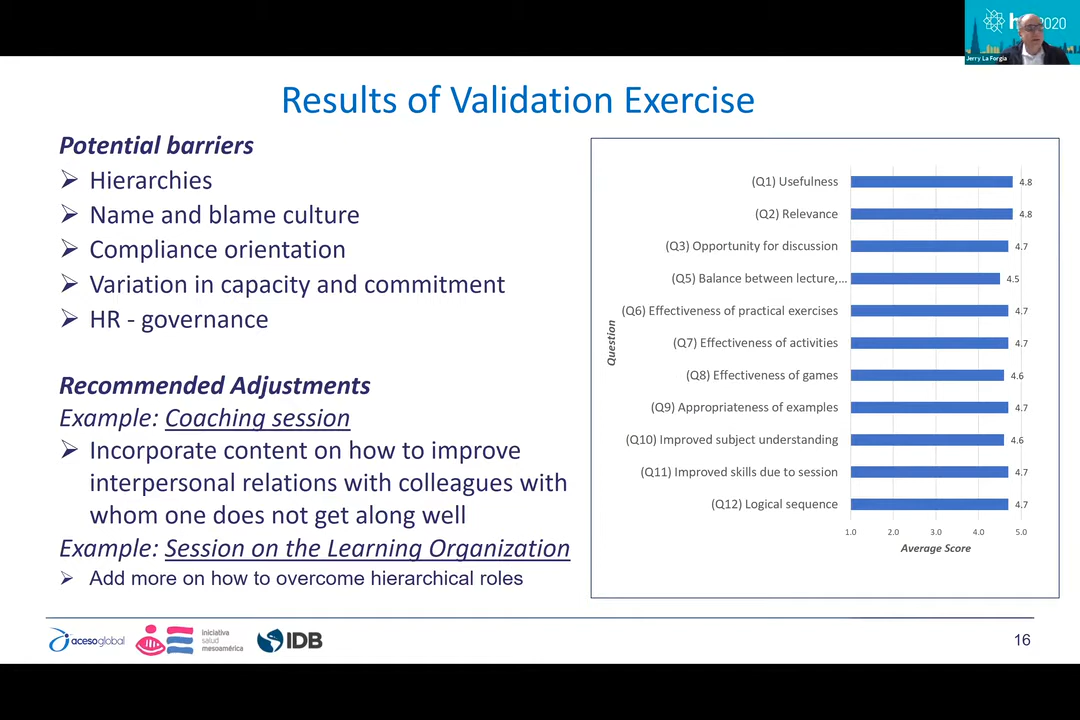 2020
Jerry La Forgia
Results of Validation Exercise
Potential barriers
Hierarchies
Name and blame culture
Compliance orientation
Variation in capacity and commitment
HR - governance
Recommended Adjustments
Example: Coaching session
Incorporate content on how to improve
interpersonal relations with colleagues with
whom one does not get along well
Example: Session on the Learning Organization
Add more on how to overcome hierarchical roles
Question
(Q1) Usefulness 4.8
(Q2) Relevance 4.8
(Q3) Opportunity for discussion 4.7
(Q5) Balance between lecture,... 4.5
(Q6) Effectiveness of practical exercises 4.7
(Q7) Effectiveness of activities 4.7
(Q8) Effectiveness of games 4.6
(Q9) Appropriateness of examples 4.7
(Q10) Improved subject understanding 4.6
(Q11) Improved skills due to session 4.7
(Q12) Logical sequence 4.7
1.0 2.0 3.0 4.0 5.0
Average Score
acesoglobal
iniciativa
salud
mesoamérica
IDB
16